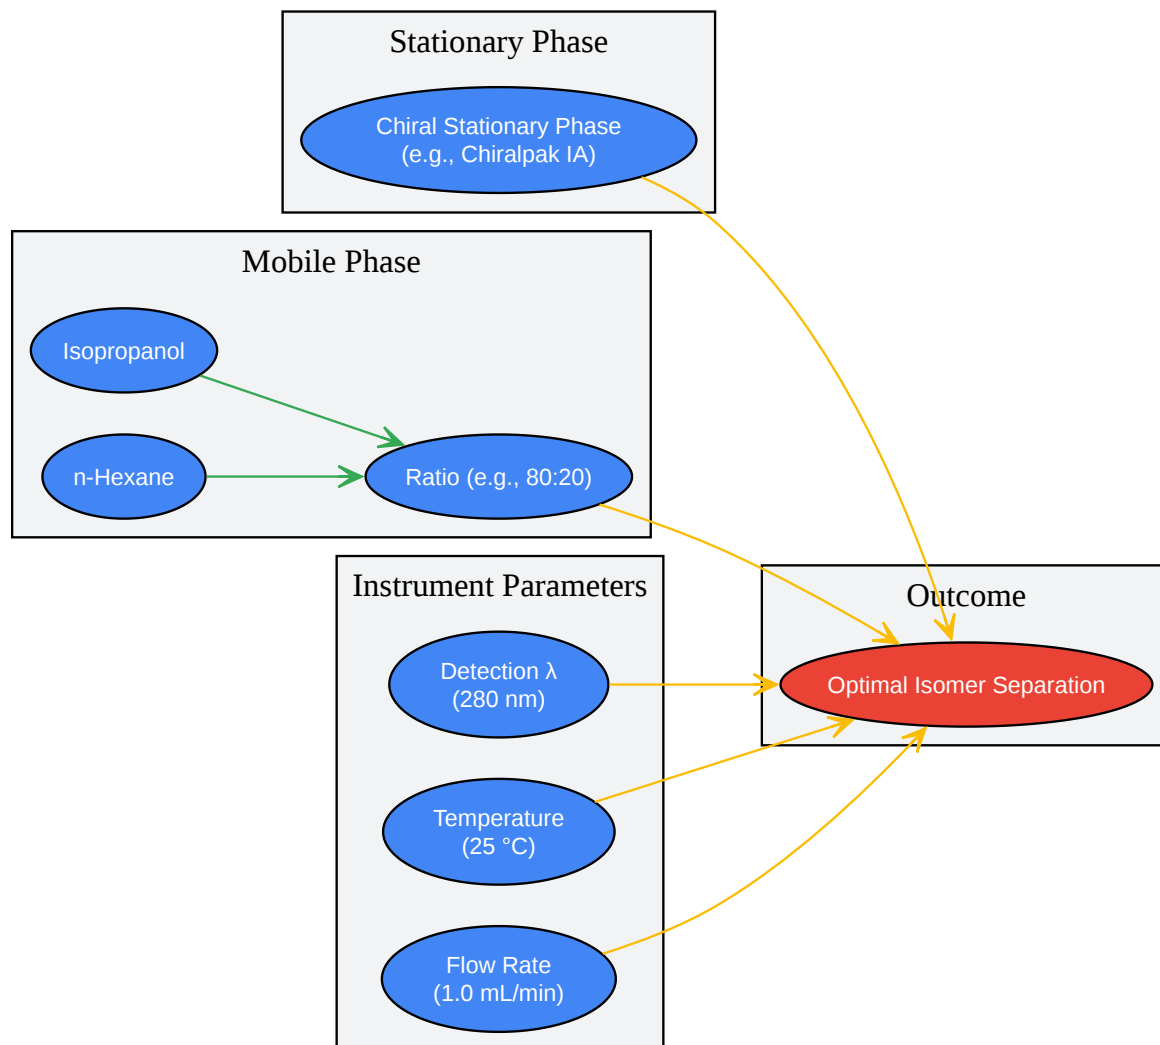 Stationary Phase
Chiral Stationary Phase
(e.g., Chiralpak IA)
Mobile Phase
Isopropanol
n-Hexane
Ratio (e.g., 80:20)
Instrument Parameters
Detection λ
(280 nm)
Temperature
(25 °C)
Flow Rate
(1.0 mL/min)
Outcome
Optimal Isomer Separation